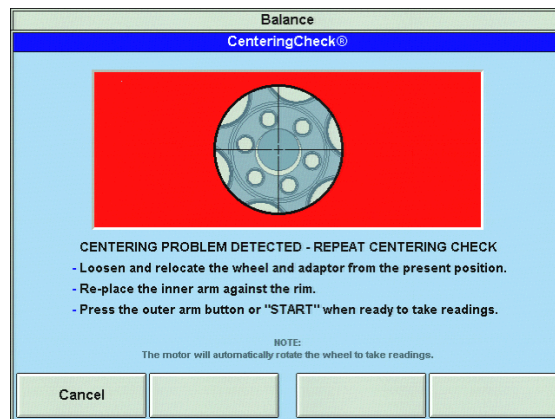 Balance
CenteringCheck®
CENTERING PROBLEM DETECTED - REPEAT CENTERING CHECK
- Loosen and relocate the wheel and adaptor from the present position.
- Re-place the inner arm against the rim.
- Press the outer arm button or "START" when ready to take readings.
NOTE:
The motor will automatically rotate the wheel to take readings.
Cancel